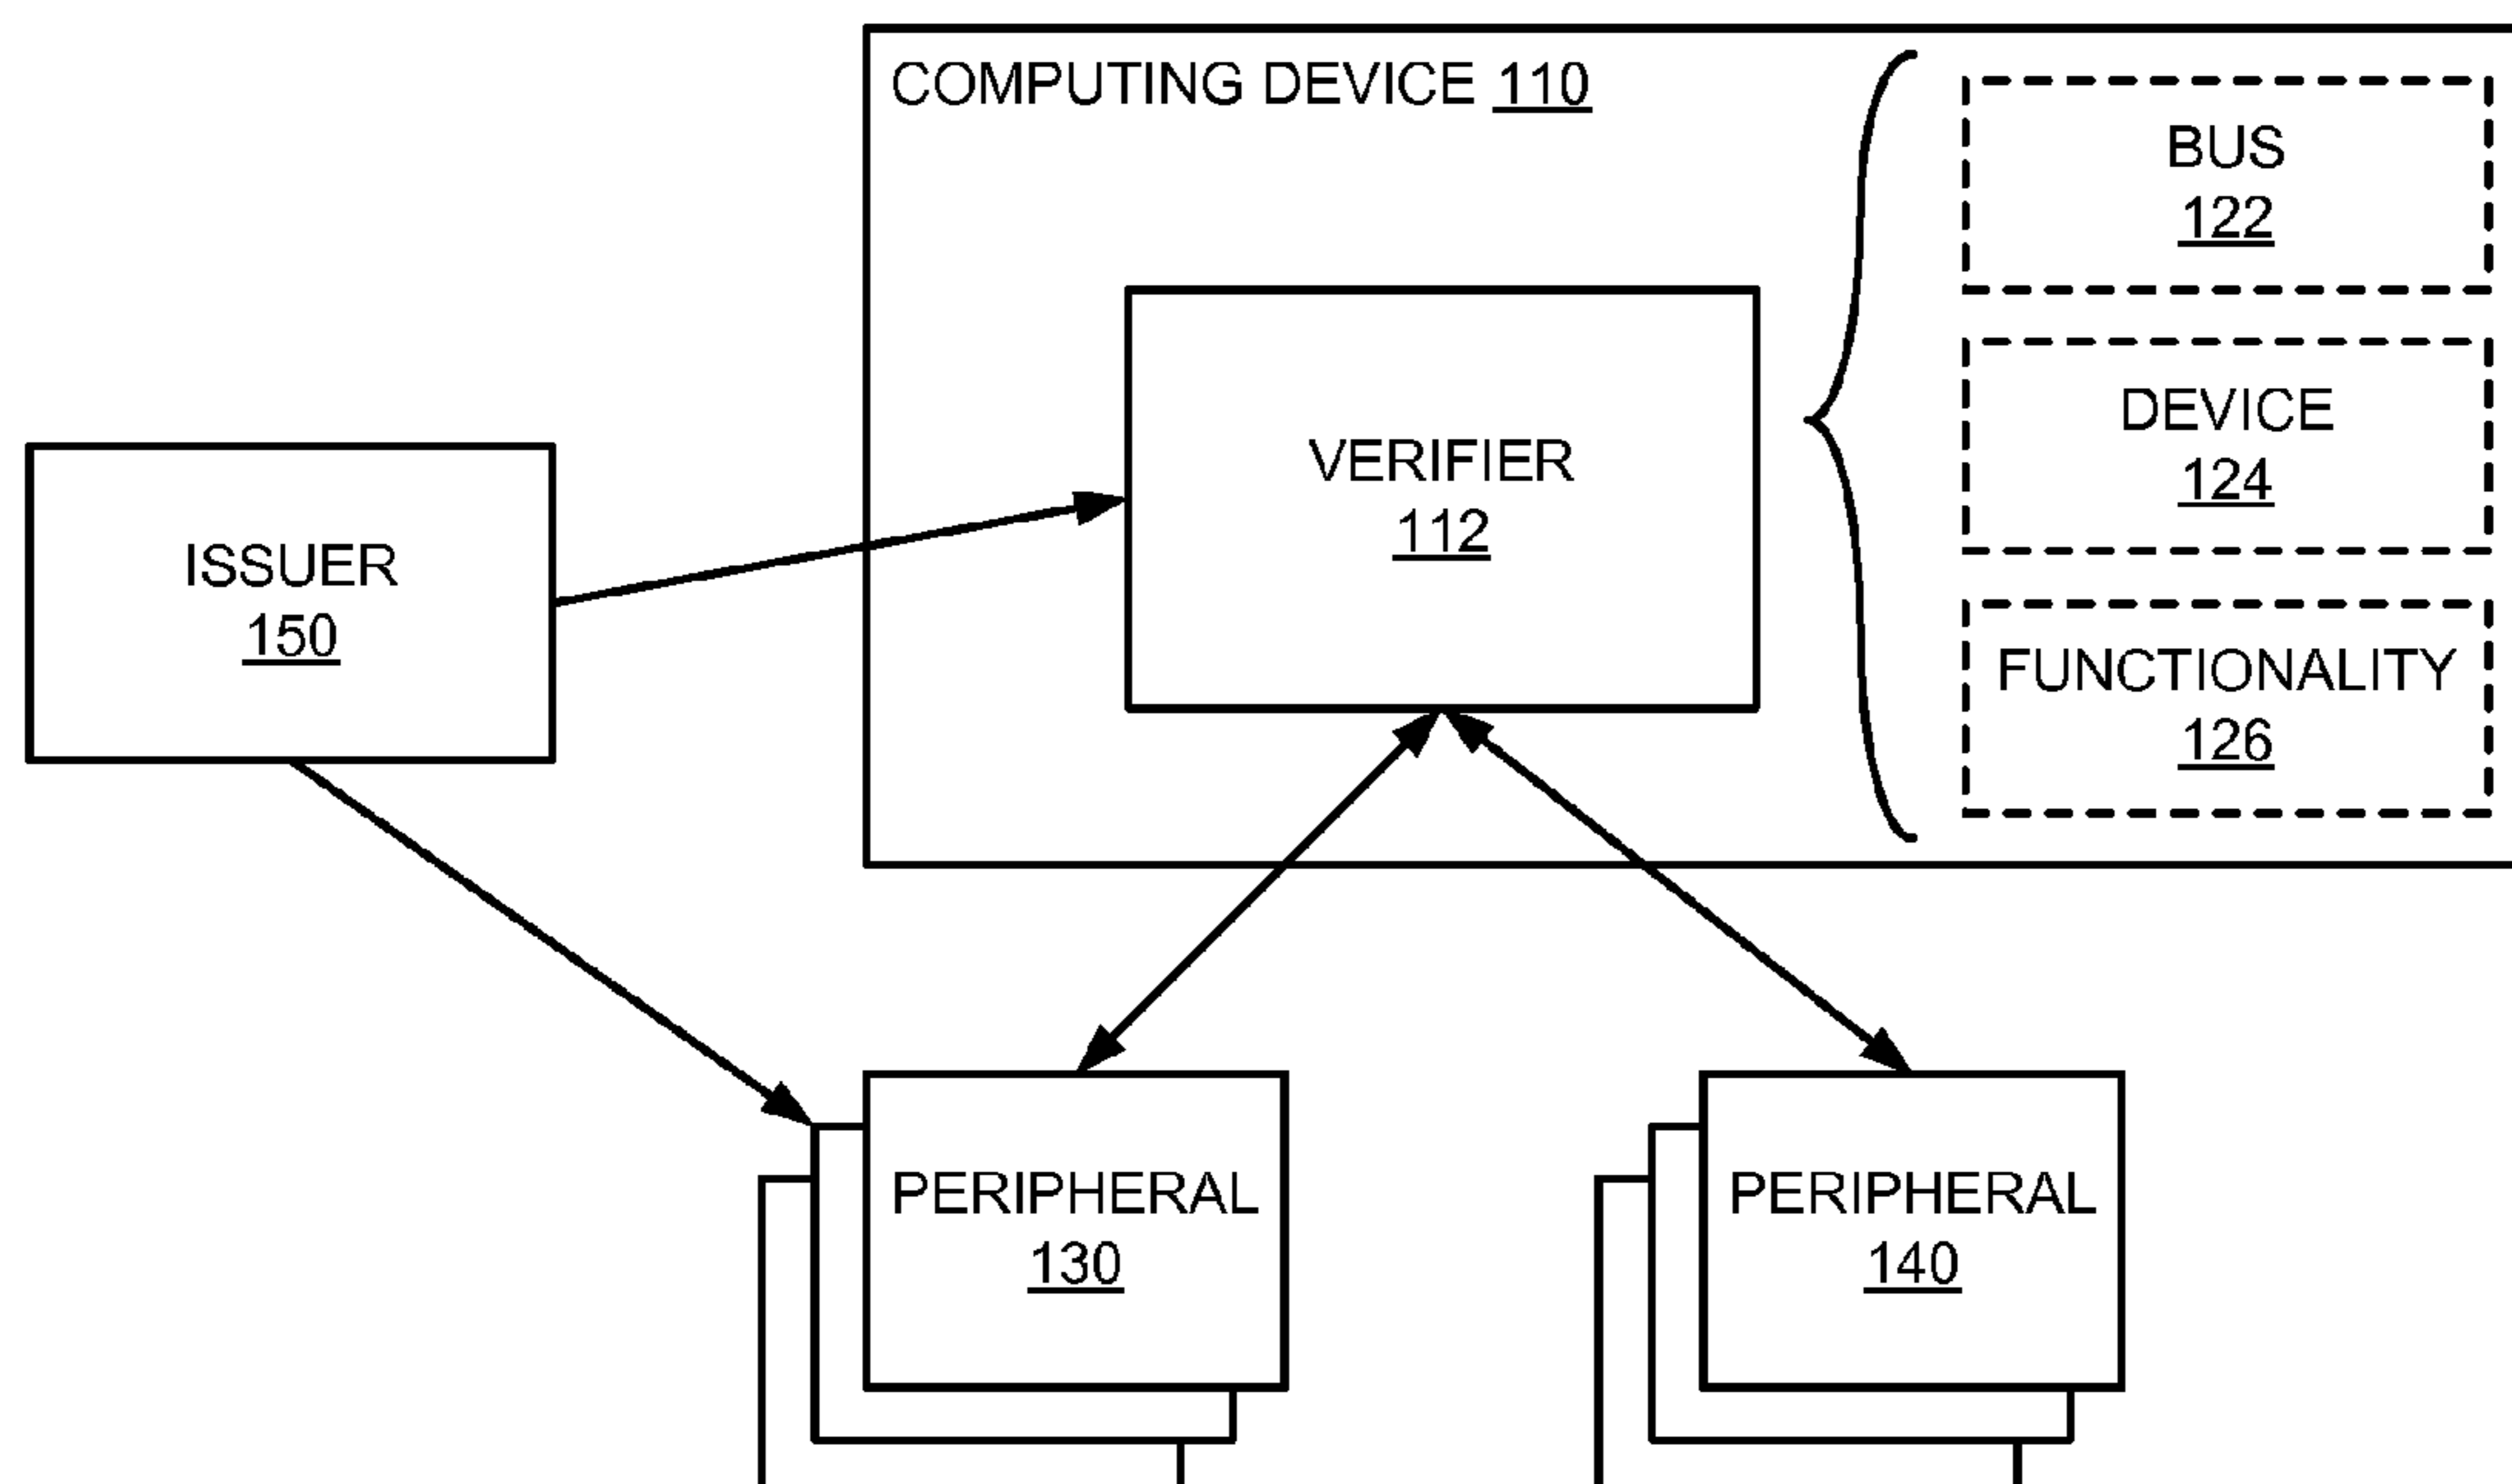 COMPUTING DEVICE 110
BUS
122
DEVICE
124
FUNCTIONALITY
126
VERIFIER
112
ISSUER
150
PERIPHERAL
130
PERIPHERAL
140